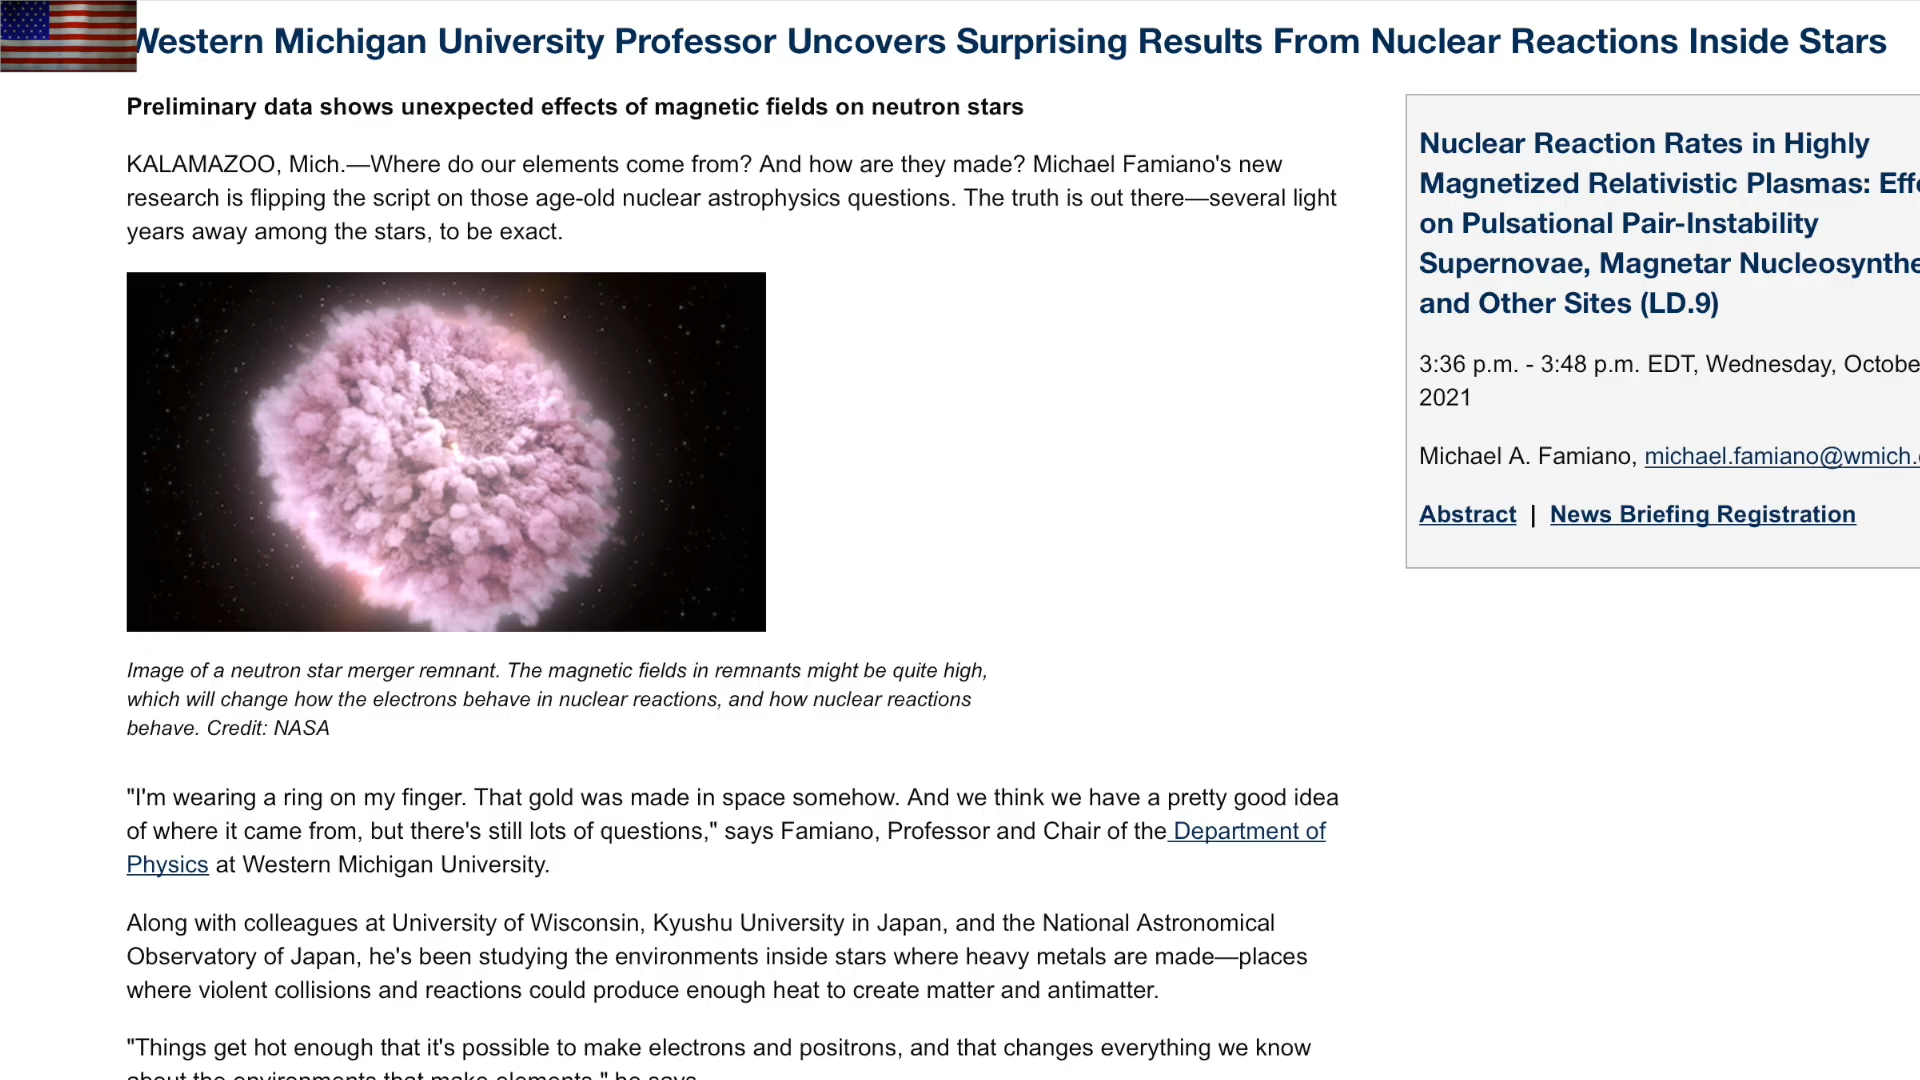 Western Michigan University Professor Uncovers Surprising Results From Nuclear Reactions Inside Stars
Preliminary data shows unexpected effects of magnetic fields on neutron stars
KALAMAZOO, Mich.—Where do our elements come from? And how are they made? Michael Famiano's new
research is flipping the script on those age-old nuclear astrophysics questions. The truth is out there—several light
years away among the stars, to be exact.
Image of a neutron star merger remnant. The magnetic fields in remnants might be quite high,
which will change how the electrons behave in nuclear reactions, and how nuclear reactions
behave. Credit: NASA
"I'm wearing a ring on my finger. That gold was made in space somehow. And we think we have a pretty good idea
of where it came from, but there's still lots of questions," says Famiano, Professor and Chair of the Department of
Physics at Western Michigan University.
Along with colleagues at University of Wisconsin, Kyushu University in Japan, and the National Astronomical
Observatory of Japan, he's been studying the environments inside stars where heavy metals are made—places
where violent collisions and reactions could produce enough heat to create matter and antimatter.
"Things get hot enough that it's possible to make electrons and positrons, and that changes everything we know
about the environments that make elements," he says.
Nuclear Reaction Rates in Highly
Magnetized Relativistic Plasmas: Effe
on Pulsational Pair-Instability
Supernovae, Magnetar Nucleosynthe
and Other Sites (LD.9)
3:36 p.m. - 3:48 p.m. EDT, Wednesday, Octobe
2021
Michael A. Famiano, michael.famiano@wmich.
Abstract | News Briefing Registration